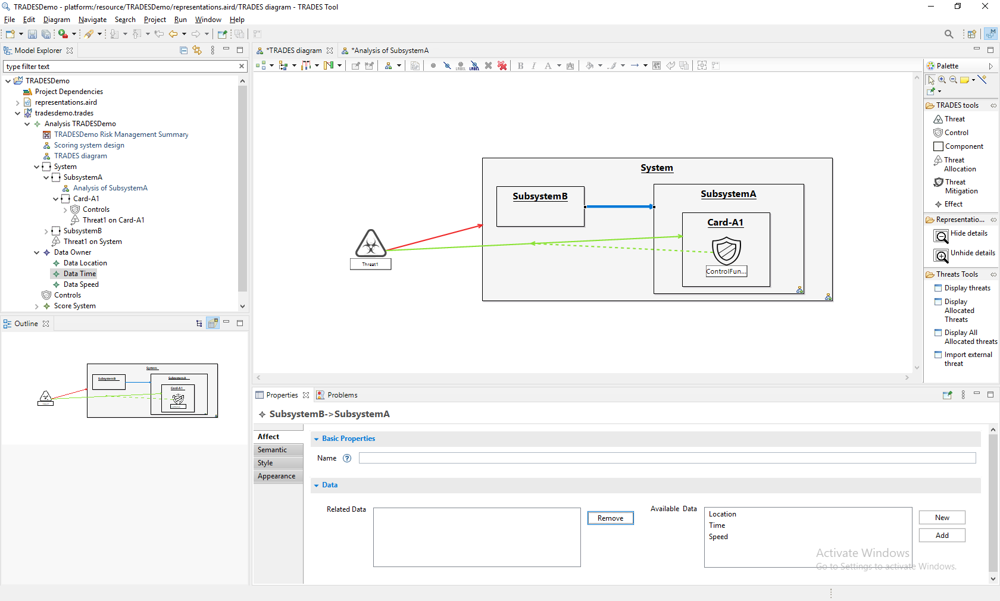 TRADESDemo - platform:/resource/TRADESDemo/representations.aird/TRADES diagram - TRADES Tool
File Edit Diagram Navigate Search Project Run Window Help
Model Explorer
type filter text
TRADESDemo
Project Dependencies
representations.aird
tradesdemo.trades
Analysis TRADESDemo
TRADESDemo Risk Management Summary
Scoring system design
TRADES diagram
System
SubsystemA
Analysis of SubsystemA
Card-A1
Controls
Threat1 on Card-A1
SubsystemB
Threat1 on System
Data Owner
Data Location
Data Time
Data Speed
Controls
Score System
Outline
System
SubsystemB
SubsystemA
Card-A1
*TRADES diagram
*Analysis of SubsystemA
LABEL LABEL
B I A
System
SubsystemB
SubsystemA
Card-A1
ControlFun...
Threat1
Palette
TRADES tools
Threat
Control
Component
Threat
Allocation
Threat
Mitigation
Effect
Representatio...
Hide details
Unhide details
Threats Tools
Display threats
Display
Allocated
Threats
Display All
Allocated threats
Import external
threat
Properties
Problems
SubsystemB->SubsystemA
Affect
Semantic
Style
Appearance
Basic Properties
Name
Data
Related Data
Remove
Available Data
Location
Time
Speed
New
Add
Activate Windows
Go to Settings to activate Windows.